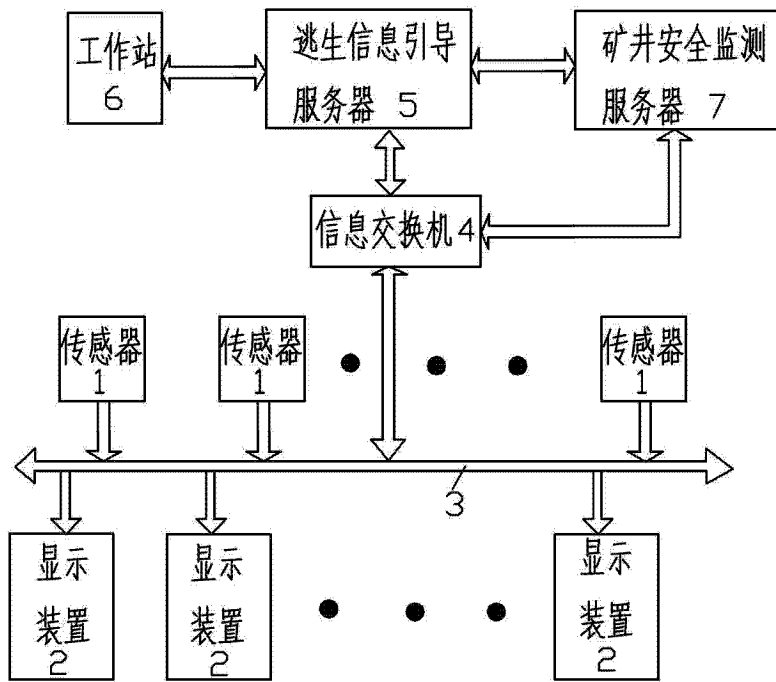 工作站
6
逃生信息引导
服务器 5
矿井安全监测
服务器 7
信息交换机4
传感器
1
传感器
1
传感器
1
3
显示
装置
2
显示
装置
2
显示
装置
2